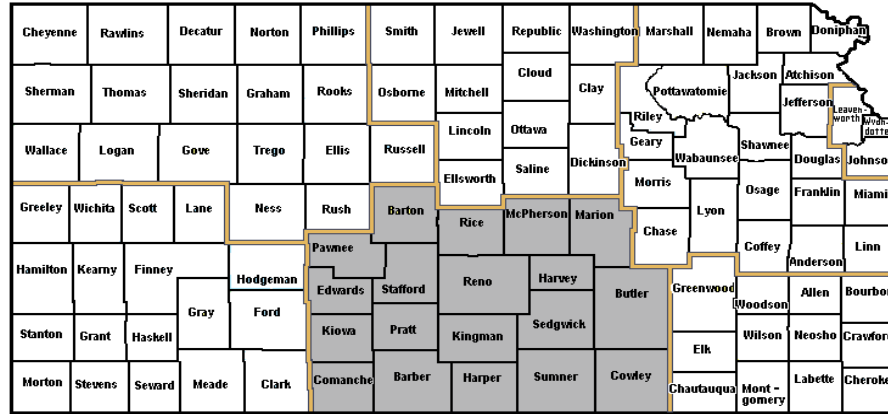 Cheyenne
Rawlins
Decatur
Norton
Phillips
Smith
Jewell
Republic
Washington
Marshall
Nemaha
Brown
Doniphan
Sherman
Thomas
Sheridan
Graham
Rooks
Osborne
Mitchell
Cloud
Clay
Pottawatomie
Jackson
Atchison
Jefferson
Leaven-
worth
Wyan-
dotte
Wallace
Logan
Gove
Trego
Ellis
Russell
Lincoln
Ottawa
Riley
Geary
Wabaunsee
Shawnee
Douglas
Johnson
Ellsworth
Saline
Dickinson
Morris
Greeley
Wichita
Scott
Lane
Ness
Rush
Barton
Rice
McPherson
Marion
Chase
Lyon
Osage
Franklin
Miami
Hamilton
Kearny
Finney
Hodgeman
Pawnee
Coffey
Anderson
Linn
Gray
Ford
Edwards
Stafford
Reno
Harvey
Butler
Greenwood
Woodson
Allen
Bourbon
Stanton
Grant
Haskell
Kiowa
Pratt
Kingman
Sedgwick
Elk
Wilson
Neosho
Crawford
Morton
Stevens
Seward
Meade
Clark
Comanche
Barber
Harper
Sumner
Cowley
Chautauqua
Mont -
gomery
Labette
Cheroke